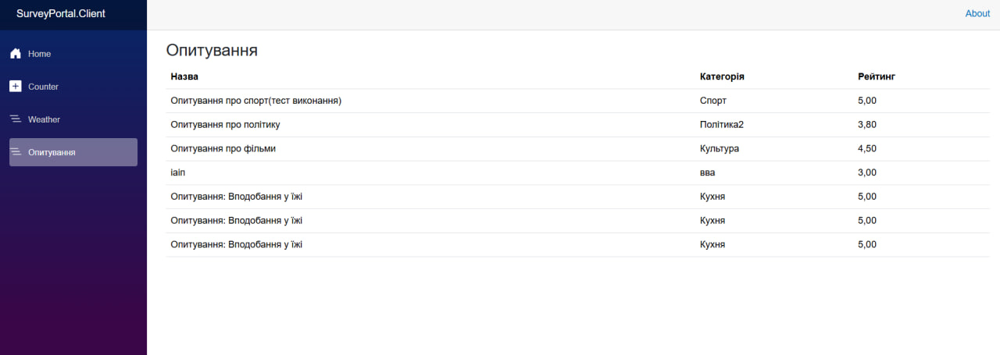 SurveyPortal.Client
About
Home
Counter
Weather
Опитування
Опитування
Назва Категорія Рейтинг
Опитування про спорт(тест виконання) Спорт 5,00
Опитування про політику Політика2 3,80
Опитування про фільми Культура 4,50
іаіп вва 3,00
Опитування: Вподобання у їжі Кухня 5,00
Опитування: Вподобання у їжі Кухня 5,00
Опитування: Вподобання у їжі Кухня 5,00